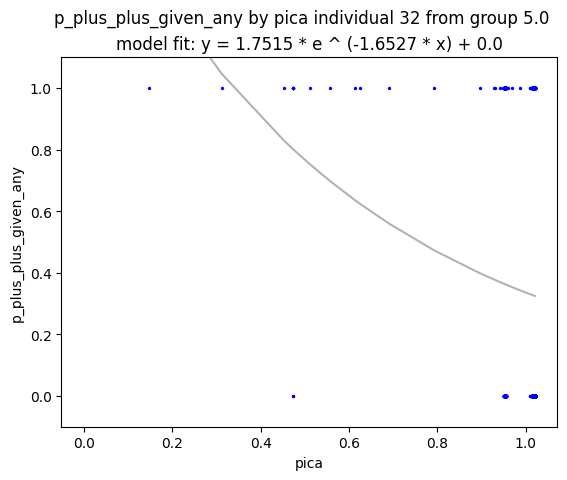 p_plus_plus_given_any by pica individual 32 from group 5.0
model fit: y = 1.7515 * e ^ (-1.6527 * x) + 0.0
p_plus_plus_given_any
1.0
0.8
0.6
0.4
0.2
0.0
0.0 0.2 0.4 0.6 0.8 1.0
pica